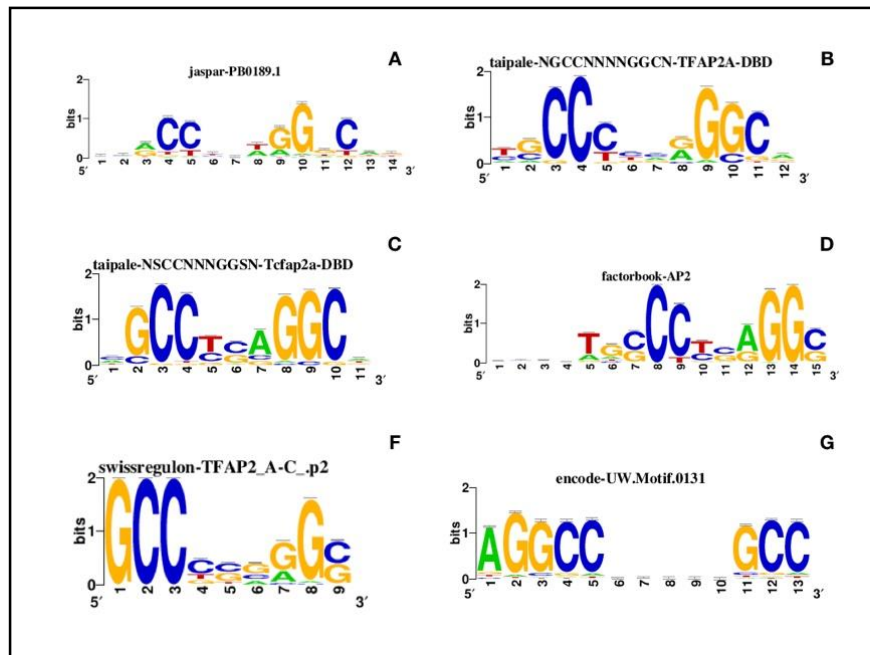 A
jaspar-PB0189.1
bits
2
1
0
1 2 3 4 5 6 7 8 9 10 11 12 13 14
5′ 3′
B
taipale-NGCCNNNNGGCN-TFAP2A-DBD
bits
2
1
0
1 2 3 4 5 6 7 8 9 10 11 12
5′ 3′
C
taipale-NSCCNNNGGSN-Tcfap2a-DBD
bits
2
1
0
1 2 3 4 5 6 7 8 9 10 11
5′ 3′
D
factorbook-AP2
bits
2
1
0
1 2 3 4 5 6 7 8 9 10 11 12 13 14 15
5′ 3′
F
swissregulon-TFAP2_A-C_.p2
bits
2
1
0
1 2 3 4 5 6 7 8 9
5′ 3′
G
encode-UW.Motif.0131
bits
2
1
0
1 2 3 4 5 6 7 8 9 10 11 12 13
5′ 3′